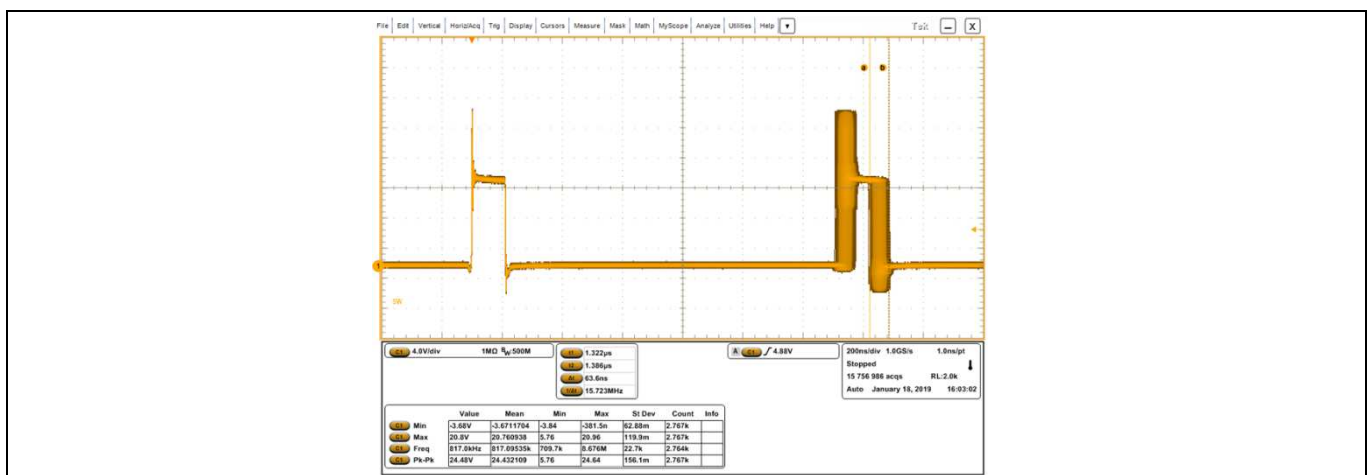 File Edit Vertical Horiz/Acq Trig Display Cursors Measure Mask Math MyScope Analyze Utilities Help Tek X
a b
1
SW
C1 4.0V/div 1MΩ BW:500M
t1 1.322µs
t2 1.386µs
Δt 63.6ns
1/Δt 15.723MHz
A C1 4.88V
200ns/div 1.0GS/s 1.0ns/pt
Stopped
15 756 986 acqs RL:2.0k
Auto January 18, 2019 16:03:02
Value Mean Min Max St Dev Count Info
C1 Min -3.68V -3.6711704 -3.84 -381.5n 62.88m 2.767k
C1 Max 20.8V 20.760938 5.76 20.96 119.9m 2.767k
C1 Freq 817.0kHz 817.09535k 709.7k 8.676M 22.7k 2.764k
C1 Pk-Pk 24.48V 24.432109 5.76 24.64 156.1m 2.767k